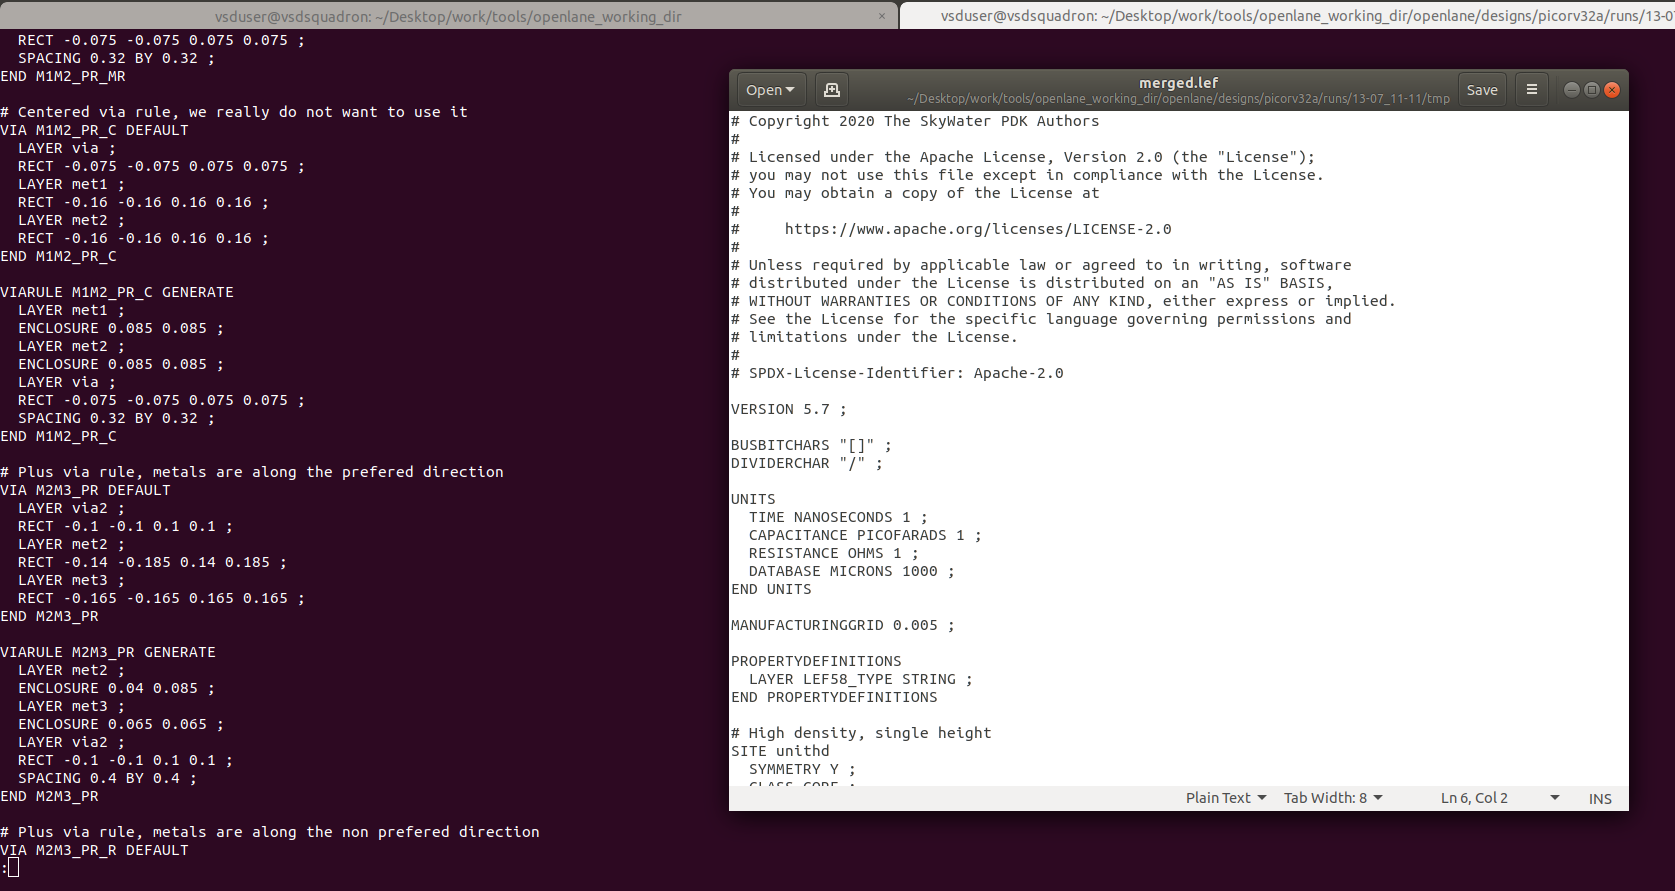 vsduser@vsdsquadron: ~/Desktop/work/tools/openlane_working_dir ×
vsduser@vsdsquadron: ~/Desktop/work/tools/openlane_working_dir/openlane/designs/picorv32a/runs/13-0
  RECT -0.075 -0.075 0.075 0.075 ;
  SPACING 0.32 BY 0.32 ;
END M1M2_PR_MR

# Centered via rule, we really do not want to use it
VIA M1M2_PR_C DEFAULT
  LAYER via ;
  RECT -0.075 -0.075 0.075 0.075 ;
  LAYER met1 ;
  RECT -0.16 -0.16 0.16 0.16 ;
  LAYER met2 ;
  RECT -0.16 -0.16 0.16 0.16 ;
END M1M2_PR_C

VIARULE M1M2_PR_C GENERATE
  LAYER met1 ;
  ENCLOSURE 0.085 0.085 ;
  LAYER met2 ;
  ENCLOSURE 0.085 0.085 ;
  LAYER via ;
  RECT -0.075 -0.075 0.075 0.075 ;
  SPACING 0.32 BY 0.32 ;
END M1M2_PR_C

# Plus via rule, metals are along the prefered direction
VIA M2M3_PR DEFAULT
  LAYER via2 ;
  RECT -0.1 -0.1 0.1 0.1 ;
  LAYER met2 ;
  RECT -0.14 -0.185 0.14 0.185 ;
  LAYER met3 ;
  RECT -0.165 -0.165 0.165 0.165 ;
END M2M3_PR

VIARULE M2M3_PR GENERATE
  LAYER met2 ;
  ENCLOSURE 0.04 0.085 ;
  LAYER met3 ;
  ENCLOSURE 0.065 0.065 ;
  LAYER via2 ;
  RECT -0.1 -0.1 0.1 0.1 ;
  SPACING 0.4 BY 0.4 ;
END M2M3_PR

# Plus via rule, metals are along the non prefered direction
VIA M2M3_PR_R DEFAULT
:
Open
merged.lef
~/Desktop/work/tools/openlane_working_dir/openlane/designs/picorv32a/runs/13-07_11-11/tmp
Save
# Copyright 2020 The SkyWater PDK Authors
#
# Licensed under the Apache License, Version 2.0 (the "License");
# you may not use this file except in compliance with the License.
# You may obtain a copy of the License at
#
#     https://www.apache.org/licenses/LICENSE-2.0
#
# Unless required by applicable law or agreed to in writing, software
# distributed under the License is distributed on an "AS IS" BASIS,
# WITHOUT WARRANTIES OR CONDITIONS OF ANY KIND, either express or implied.
# See the License for the specific language governing permissions and
# limitations under the License.
#
# SPDX-License-Identifier: Apache-2.0

VERSION 5.7 ;

BUSBITCHARS "[]" ;
DIVIDERCHAR "/" ;

UNITS
  TIME NANOSECONDS 1 ;
  CAPACITANCE PICOFARADS 1 ;
  RESISTANCE OHMS 1 ;
  DATABASE MICRONS 1000 ;
END UNITS

MANUFACTURINGGRID 0.005 ;

PROPERTYDEFINITIONS
  LAYER LEF58_TYPE STRING ;
END PROPERTYDEFINITIONS

# High density, single height
SITE unithd
  SYMMETRY Y ;
  CLASS CORE ;
Plain Text
Tab Width: 8
Ln 6, Col 2
INS